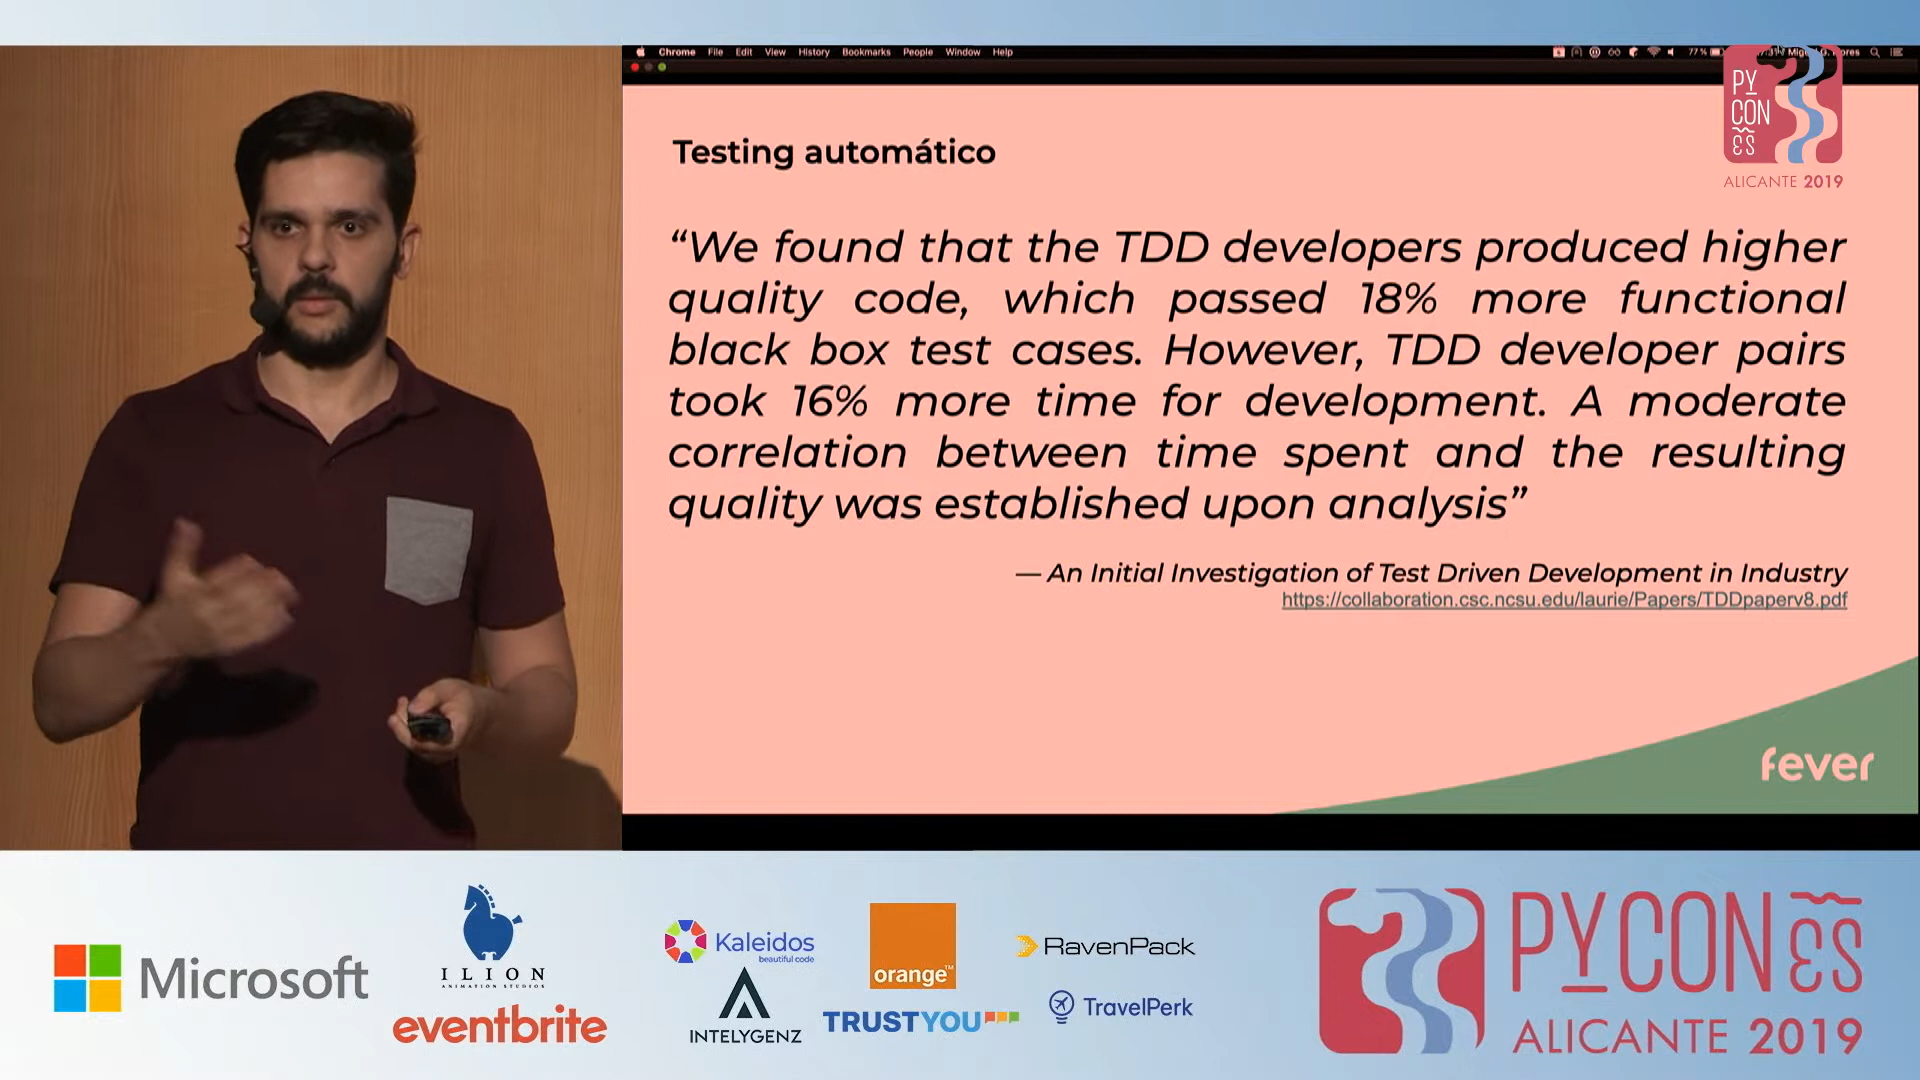 Chrome File Edit View History Bookmarks People Window Help
77%
PY
CON
ES
ALICANTE 2019
Testing automático
“We found that the TDD developers produced higher
quality code, which passed 18% more functional
black box test cases. However, TDD developer pairs
took 16% more time for development. A moderate
correlation between time spent and the resulting
quality was established upon analysis”
— An Initial Investigation of Test Driven Development in Industry
https://collaboration.csc.ncsu.edu/laurie/Papers/TDDpaperv8.pdf
fever
Microsoft
ILION
ANIMATION STUDIOS
eventbrite
Kaleidos
beautiful code
INTELYGENZ
orange™
TRUSTYOU
RavenPack
TravelPerk
PYCON ES
ALICANTE 2019